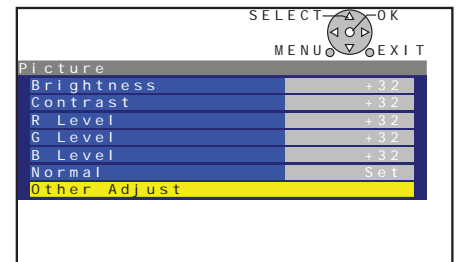 SELECT OK
MENU EXIT
Picture
Brightness +32
Contrast +32
R Level +32
G Level +32
B Level +32
Normal Set
Other Adjust